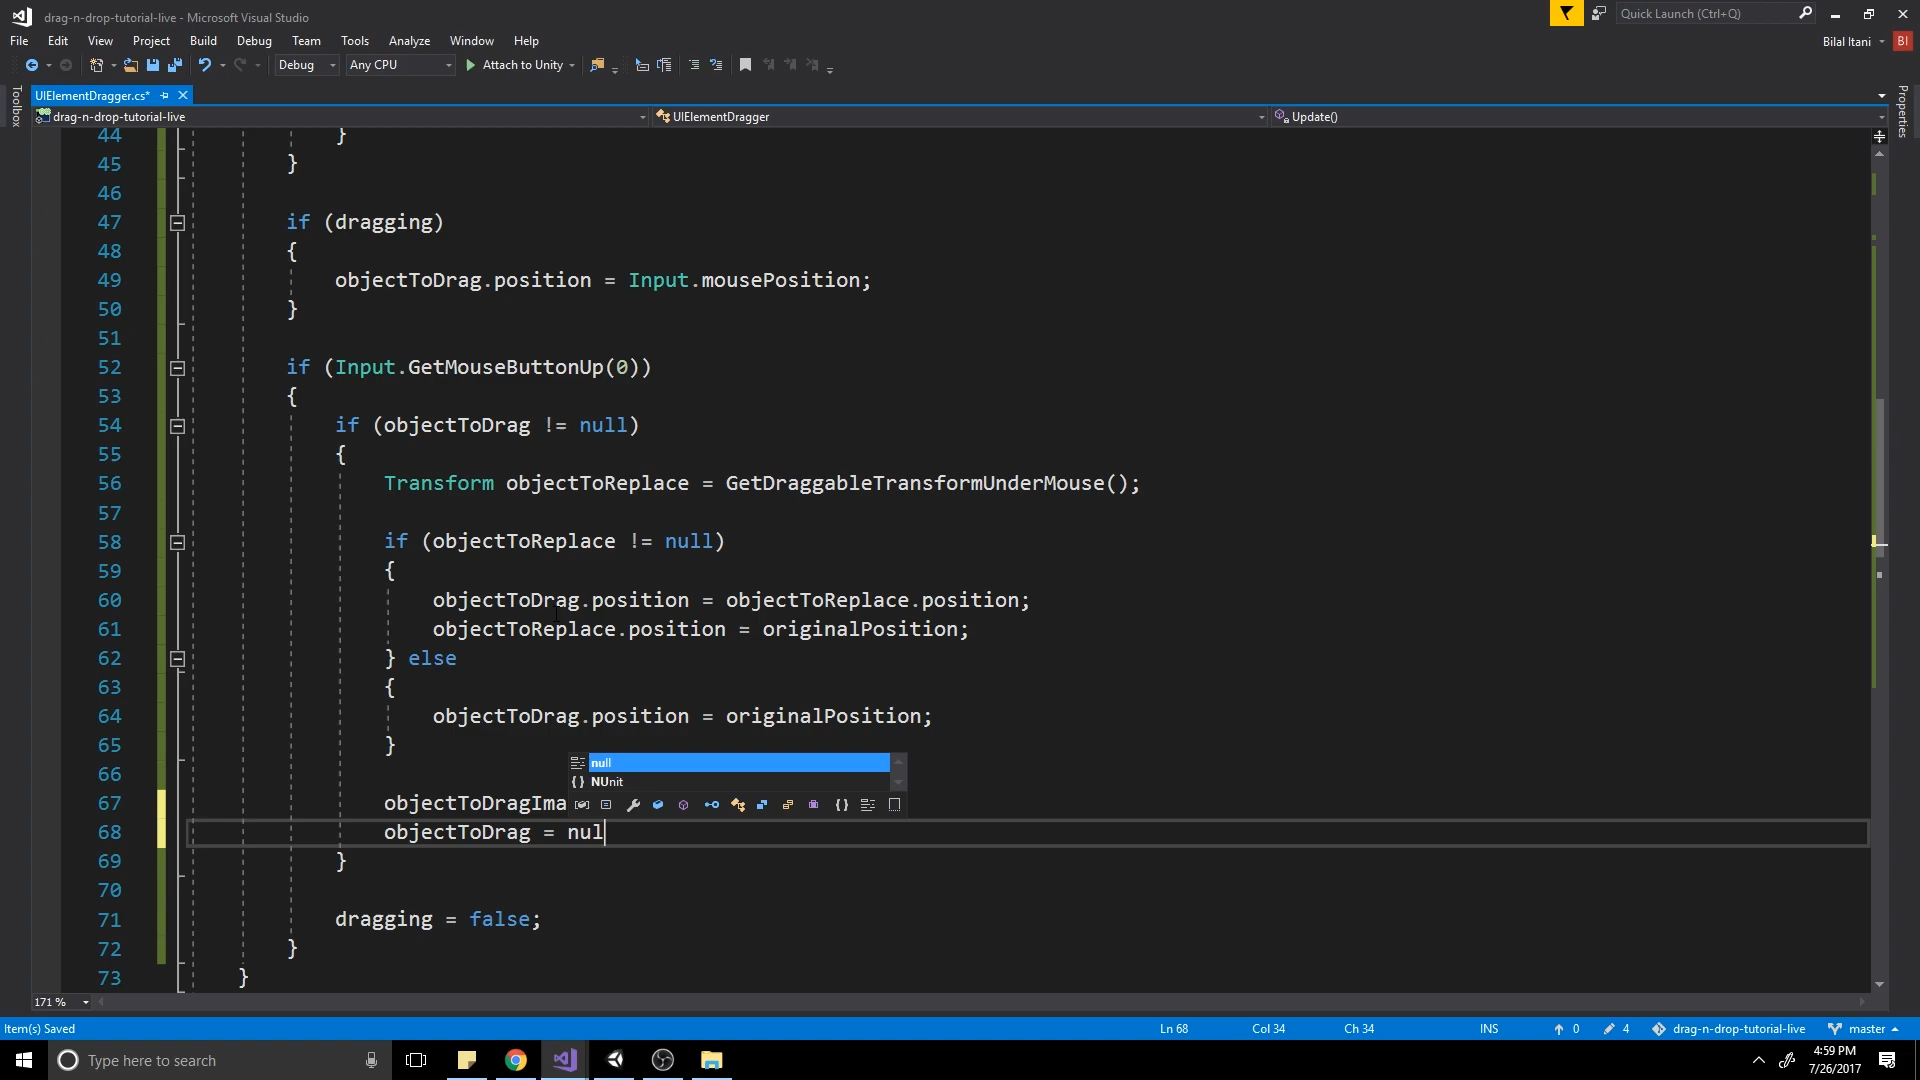 drag-n-drop-tutorial-live - Microsoft Visual Studio
Quick Launch (Ctrl+Q)
File Edit View Project Build Debug Team Tools Analyze Window Help
Bilal Itani BI
Debug Any CPU Attach to Unity
Toolbox
UIElementDragger.cs*
Properties
drag-n-drop-tutorial-live UIElementDragger Update()
44 }
45 }
46
47 if (dragging)
48 {
49 objectToDrag.position = Input.mousePosition;
50 }
51
52 if (Input.GetMouseButtonUp(0))
53 {
54 if (objectToDrag != null)
55 {
56 Transform objectToReplace = GetDraggableTransformUnderMouse();
57
58 if (objectToReplace != null)
59 {
60 objectToDrag.position = objectToReplace.position;
61 objectToReplace.position = originalPosition;
62 } else
63 {
64 objectToDrag.position = originalPosition;
65 }
66
null
{} NUnit
67 objectToDragIma
68 objectToDrag = nul
69 }
70
71 dragging = false;
72 }
73 }
171 %
Item(s) Saved Ln 68 Col 34 Ch 34 INS 0 4 drag-n-drop-tutorial-live master
Type here to search
4:59 PM
7/26/2017